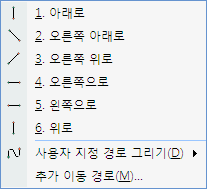 1. 아래로
2. 오른쪽 아래로
3. 오른쪽 위로
4. 오른쪽으로
5. 왼쪽으로
6. 위로
사용자 지정 경로 그리기(D)
추가 이동 경로(M)...